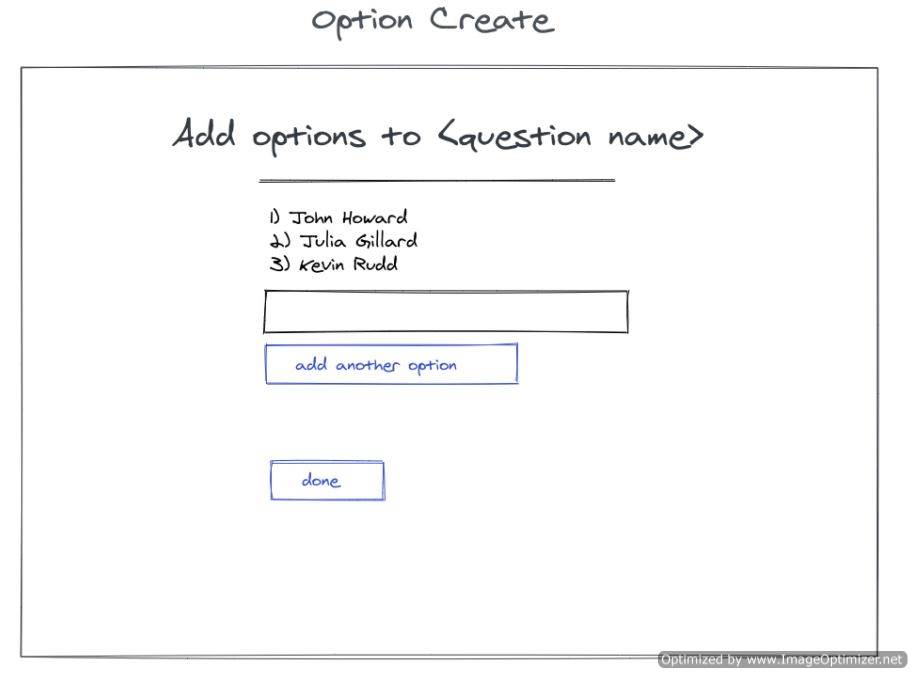 Option Create
Add options to <question name>
1) John Howard
2) Julia Gillard
3) Kevin Rudd
add another option
done
Optimized by www.ImageOptimizer.net